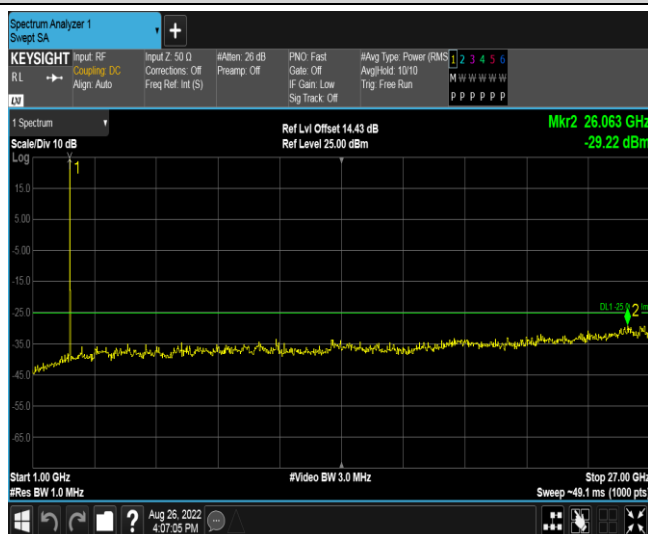 Spectrum Analyzer 1
Swept SA
+
KEYSIGHT
RL
LXI
Input: RF
Coupling: DC
Align: Auto
Input Z: 50 Ω
Corrections: Off
Freq Ref: Int (S)
#Atten: 26 dB
Preamp: Off
PNO: Fast
Gate: Off
IF Gain: Low
Sig Track: Off
#Avg Type: Power (RMS
Avg|Hold: 10/10
Trig: Free Run
1 2 3 4 5 6
M W W W W W
P P P P P P
1 Spectrum
Scale/Div 10 dB
Log
Ref Lvl Offset 14.43 dB
Ref Level 25.00 dBm
Mkr2 26.063 GHz
-29.22 dBm
1
15.0
5.00
-5.00
-15.0
-25.0
DL1 -25.0
2
-35.0
-45.0
-55.0
-65.0
Start 1.00 GHz
#Res BW 1.0 MHz
#Video BW 3.0 MHz
Stop 27.00 GHz
Sweep ~49.1 ms (1000 pts)
?
Aug 26, 2022
4:07:05 PM